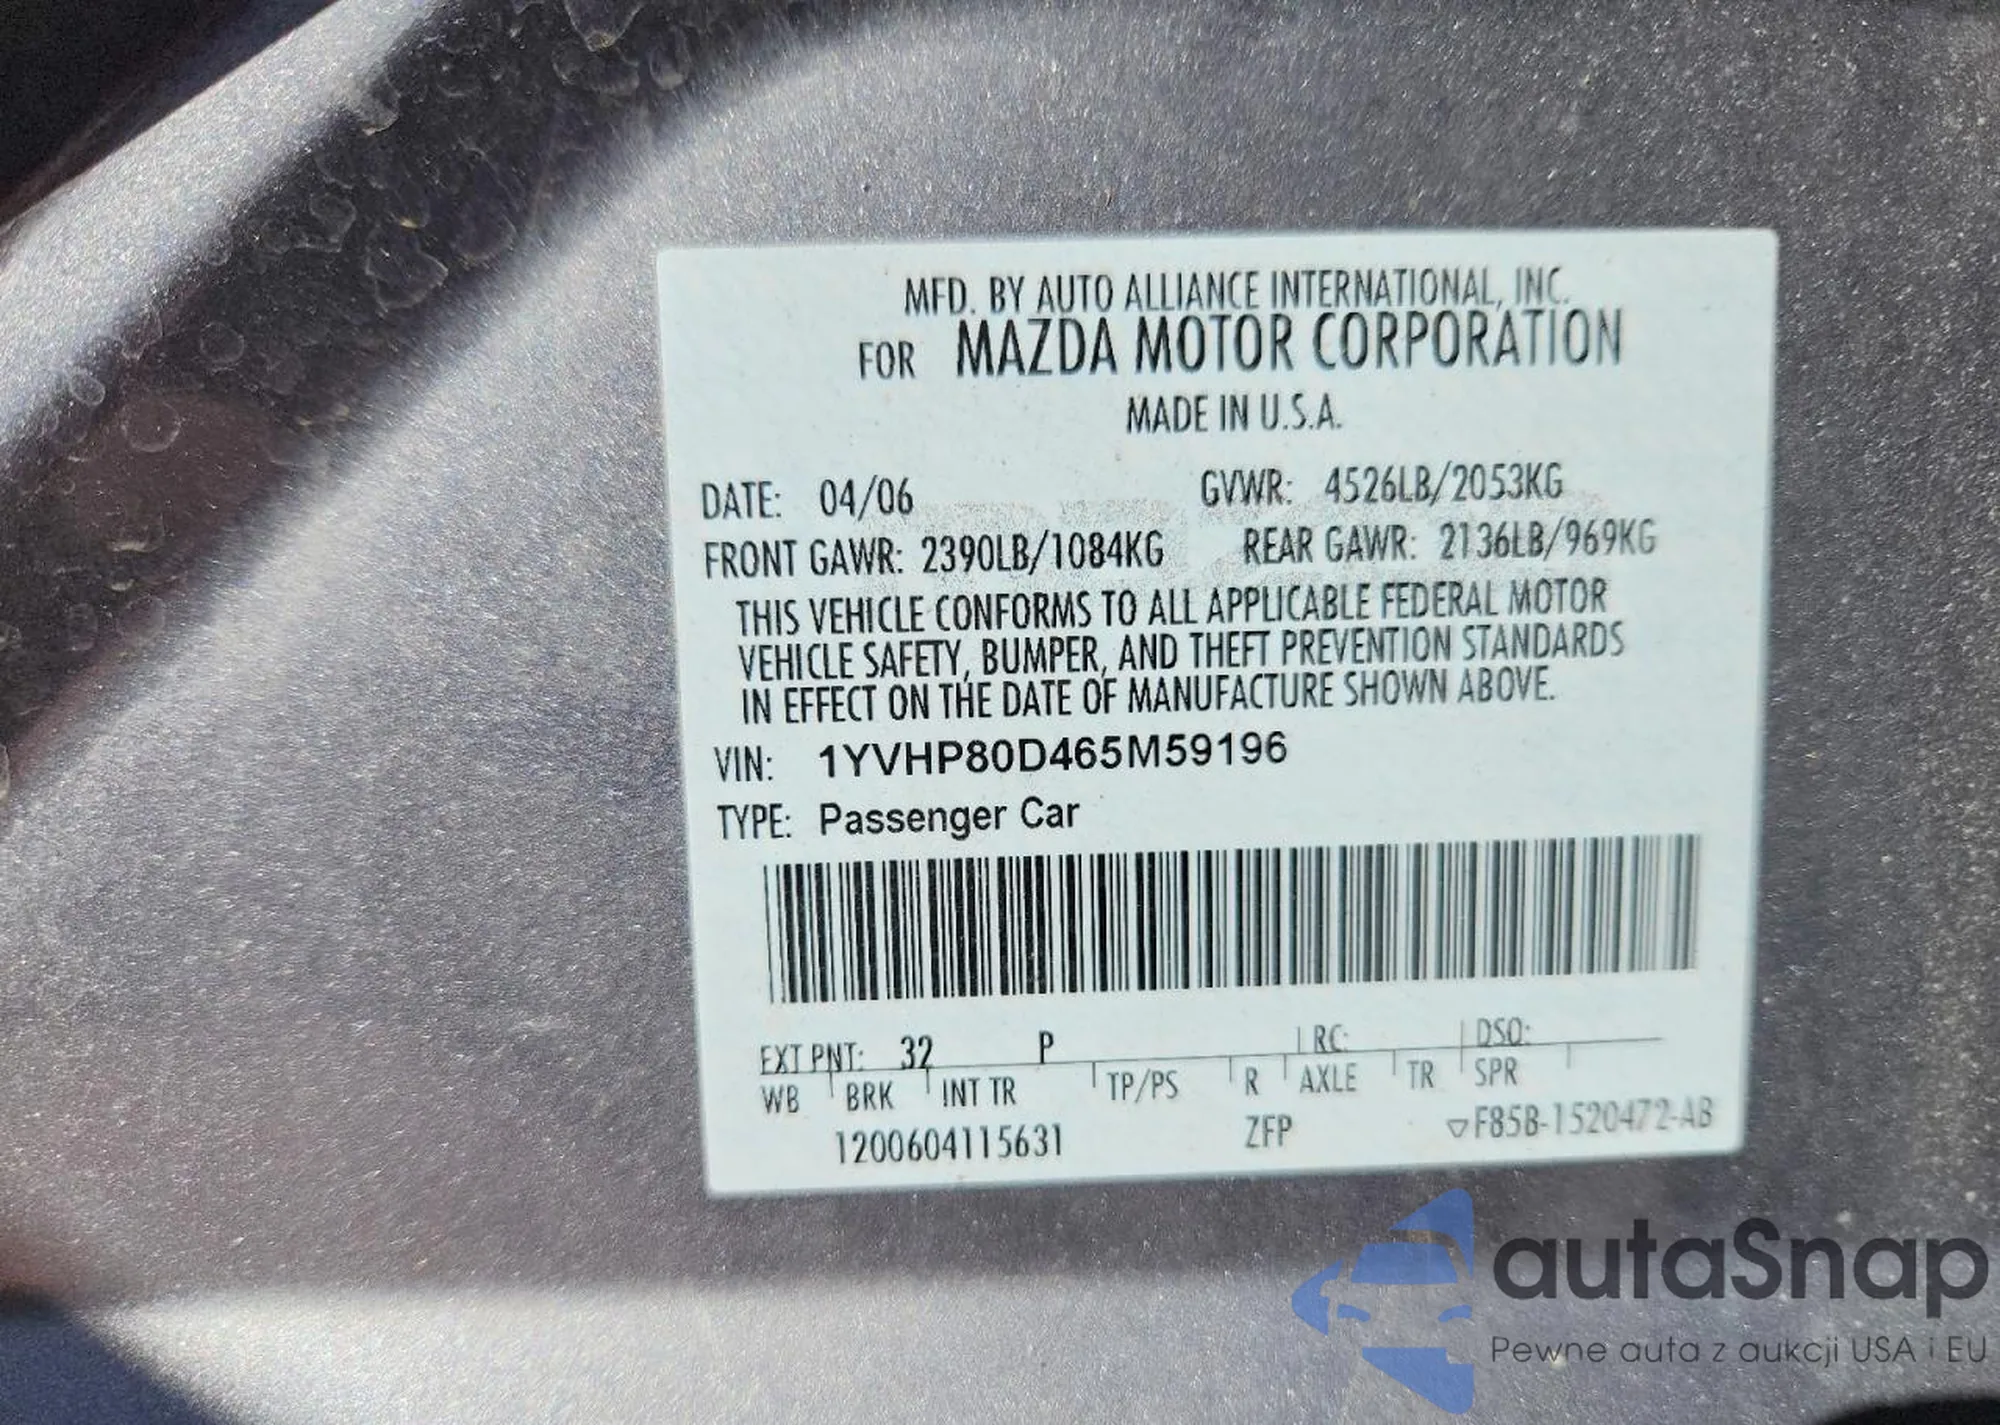 MFD. BY AUTO ALLIANCE INTERNATIONAL, INC.
FOR MAZDA MOTOR CORPORATION
MADE IN U.S.A.
DATE: 04/06 GVWR: 4526LB/2053KG
FRONT GAWR: 2390LB/1084KG REAR GAWR: 2136LB/969KG
THIS VEHICLE CONFORMS TO ALL APPLICABLE FEDERAL MOTOR
VEHICLE SAFETY, BUMPER, AND THEFT PREVENTION STANDARDS
IN EFFECT ON THE DATE OF MANUFACTURE SHOWN ABOVE.
VIN: 1YVHP80D465M59196
TYPE: Passenger Car
EXT PNT: 32 P RC: DSO:
WB BRK INT TR TP/PS R AXLE TR SPR
1200604115631 ZFP ▽F85B-1520472-AB
autaSnap
Pewne auta z aukcji USA i EU